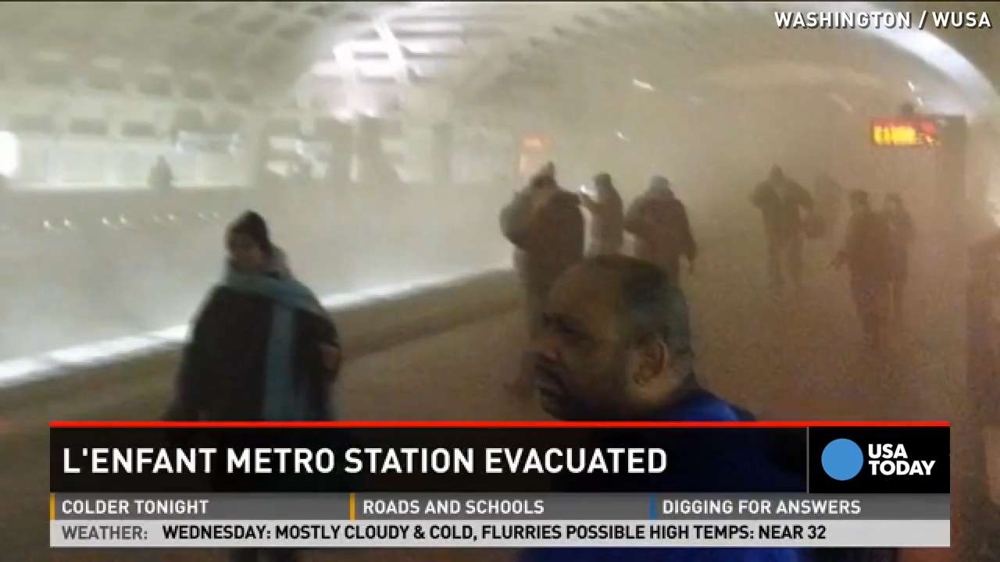 WASHINGTON / WUSA
L'ENFANT METRO STATION EVACUATED
USA
TODAY
COLDER TONIGHT
ROADS AND SCHOOLS
DIGGING FOR ANSWERS
WEATHER: WEDNESDAY: MOSTLY CLOUDY & COLD, FLURRIES POSSIBLE HIGH TEMPS: NEAR 32